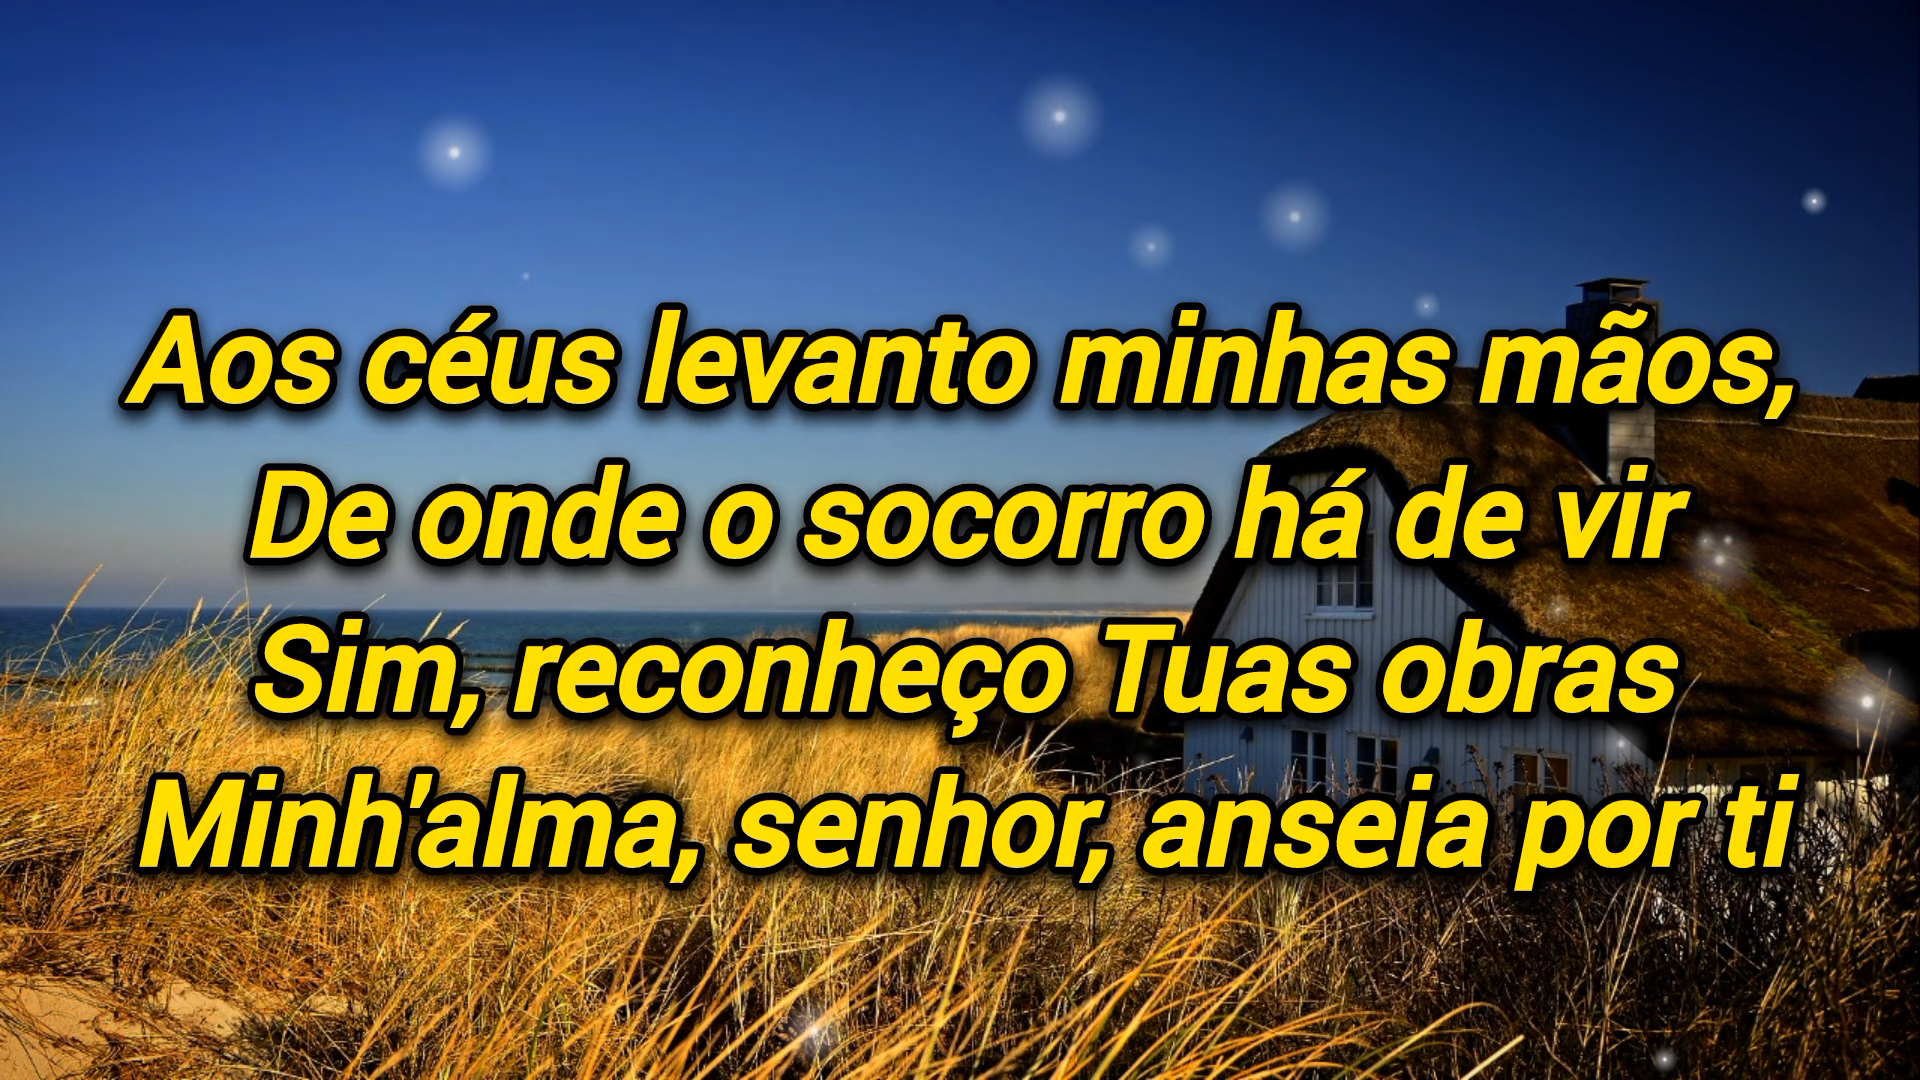 Aos céus levanto minhas mãos,
De onde o socorro há de vir
Sim, reconheço Tuas obras
Minh'alma, senhor, anseia por ti